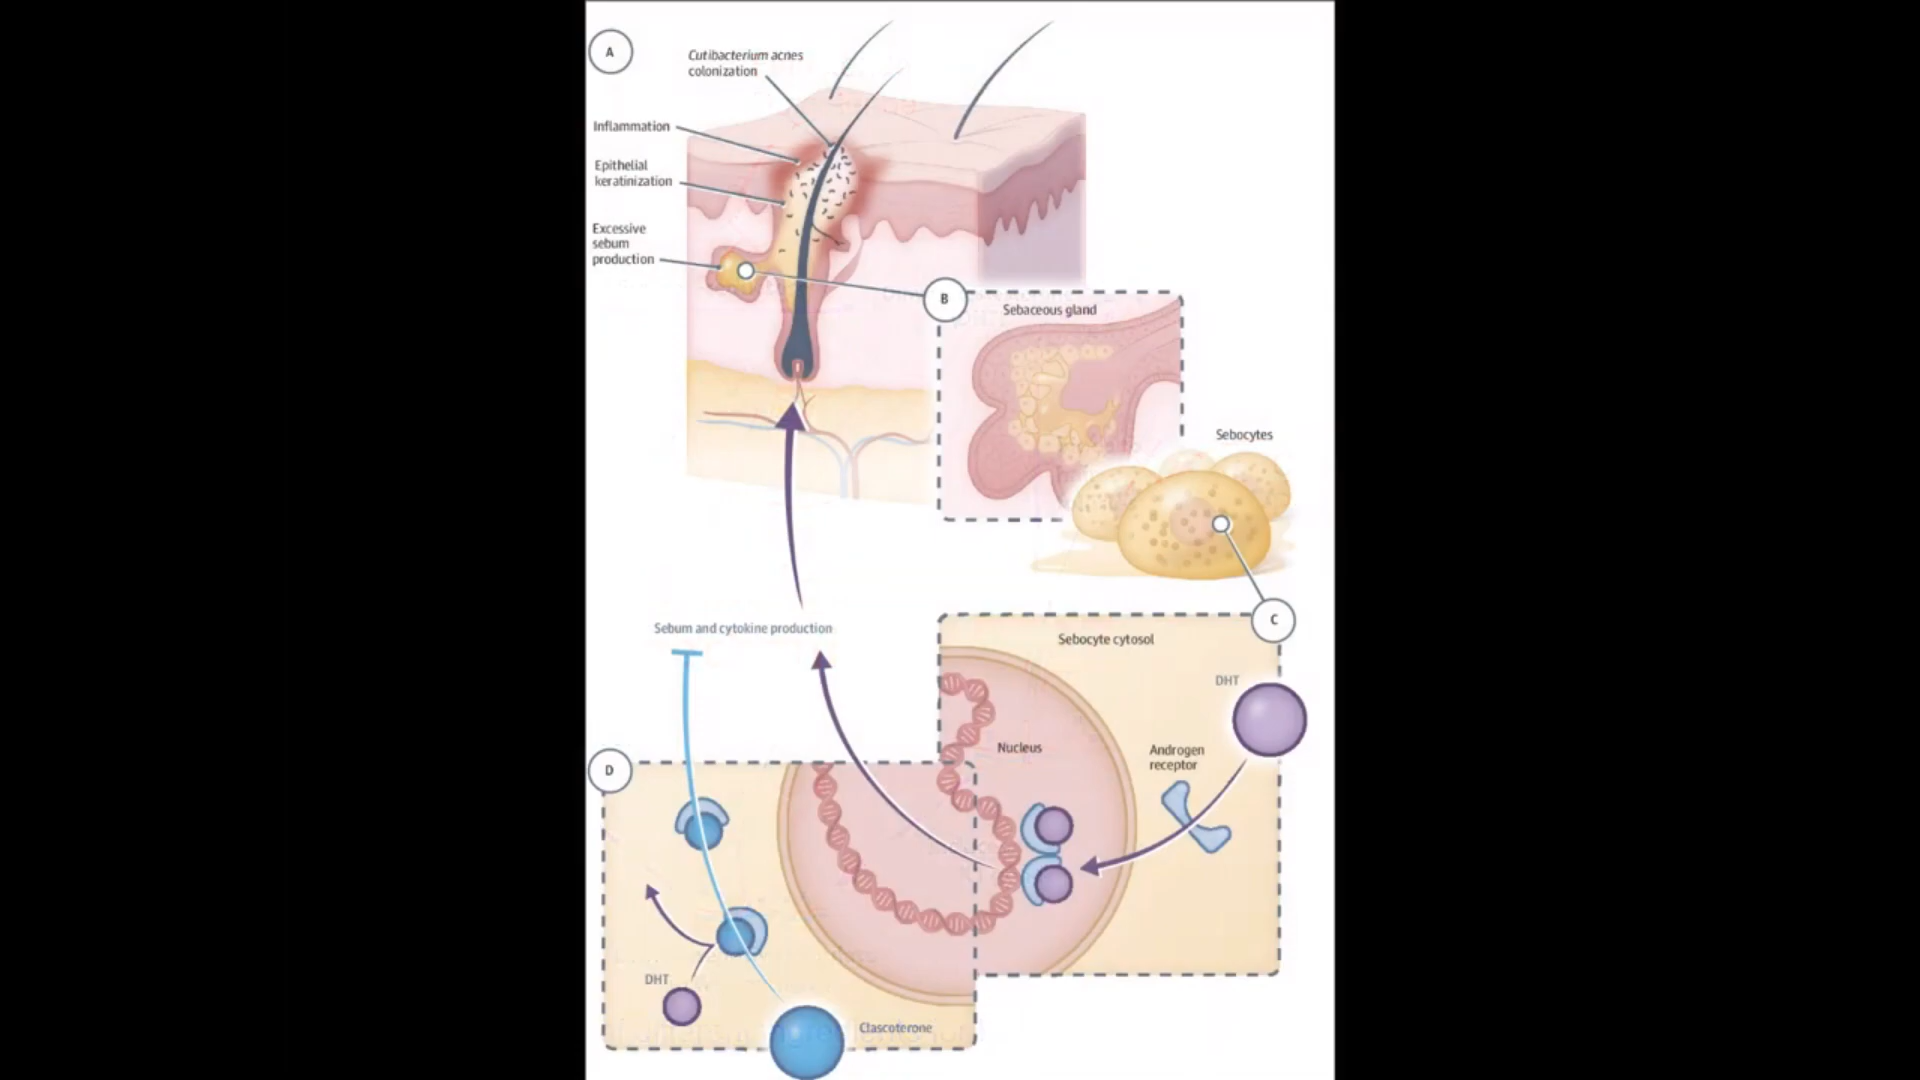 A
Cutibacterium acnes
colonization
Inflammation
Epithelial
keratinization
Excessive
sebum
production
B
Sebaceous gland
Sebocytes
C
Sebum and cytokine production
Sebocyte cytosol
DHT
Nucleus
Androgen
receptor
D
DHT
Clascoterone